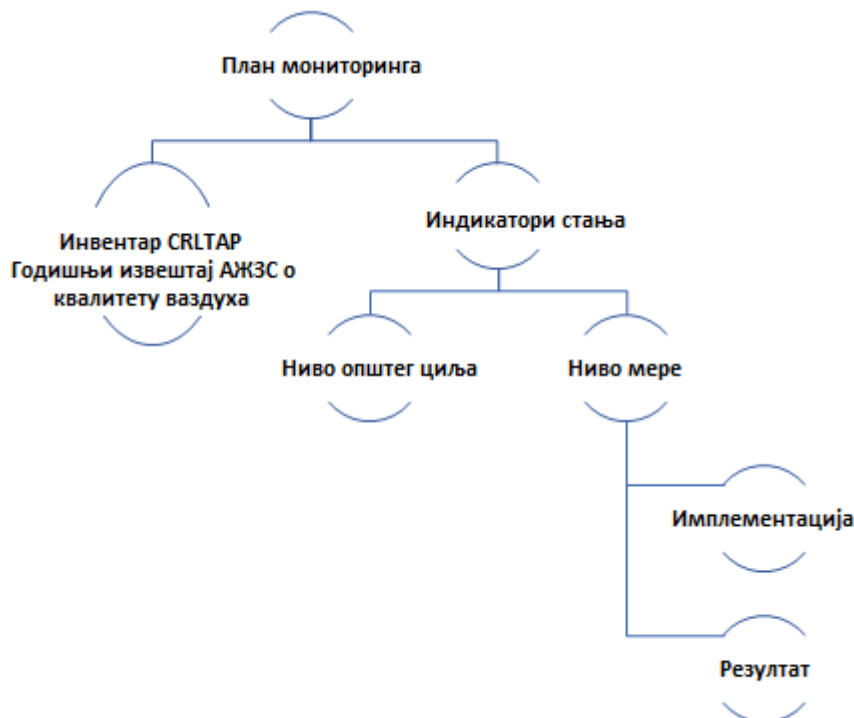 План мониторинга
Инвентар CRLTAP
Годишњи извештај АЖЗС о
квалитету ваздуха
Индикатори стања
Ниво општег циља
Ниво мере
Имплементација
Резултат